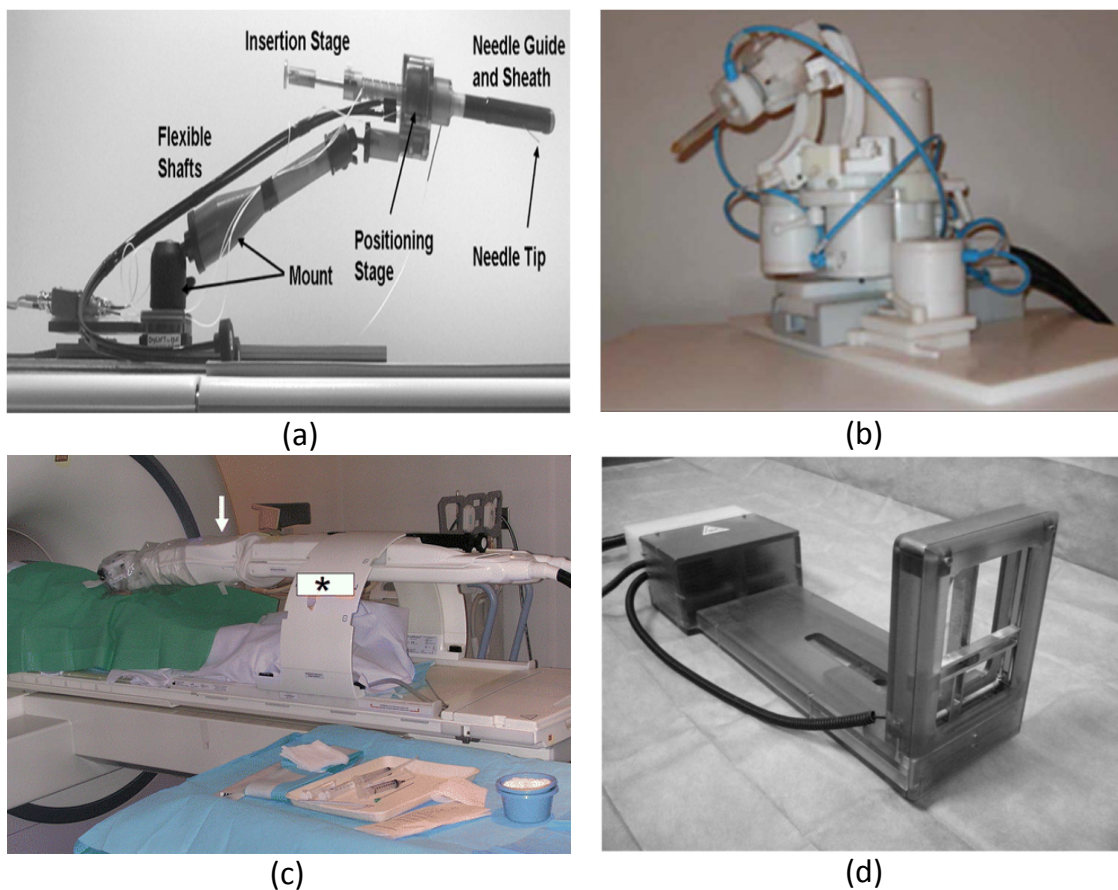 Insertion Stage
Needle Guide
and Sheath
Flexible
Shafts
Positioning
Stage
Mount
Needle Tip
(a)
(b)
*
(c)
(d)